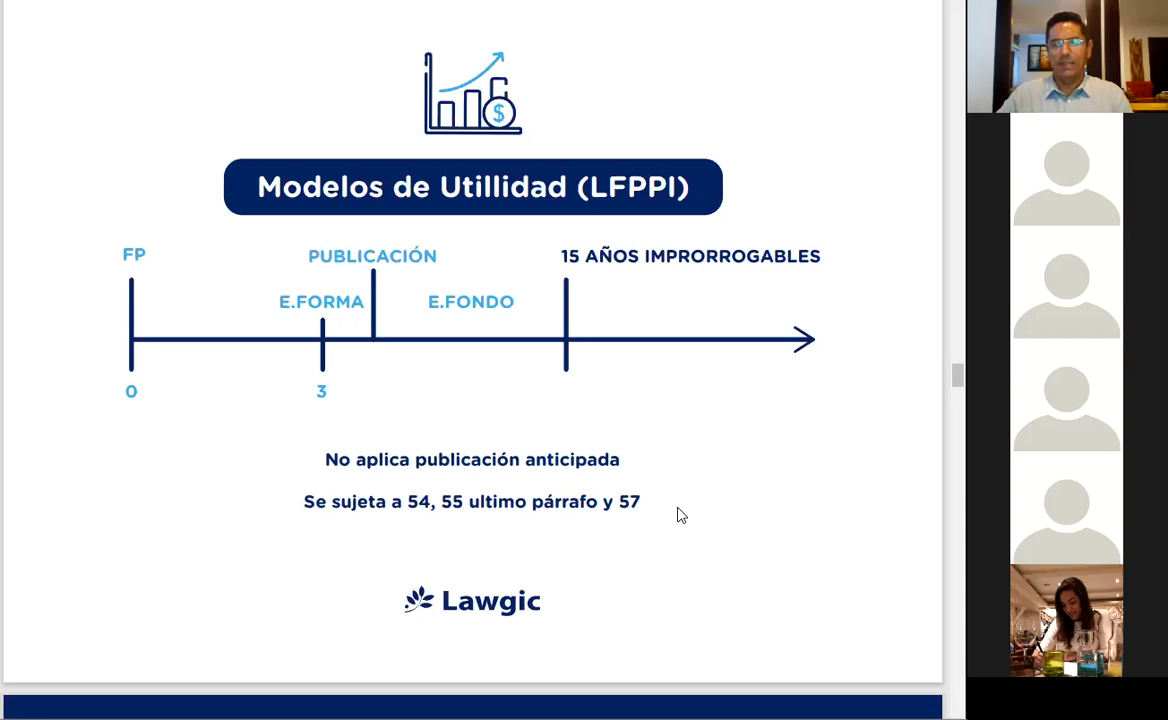 $
Modelos de Utillidad (LFPPI)
FP
PUBLICACIÓN
15 AÑOS IMPRORROGABLES
E.FORMA
E.FONDO
0
3
No aplica publicación anticipada
Se sujeta a 54, 55 ultimo párrafo y 57
Lawgic